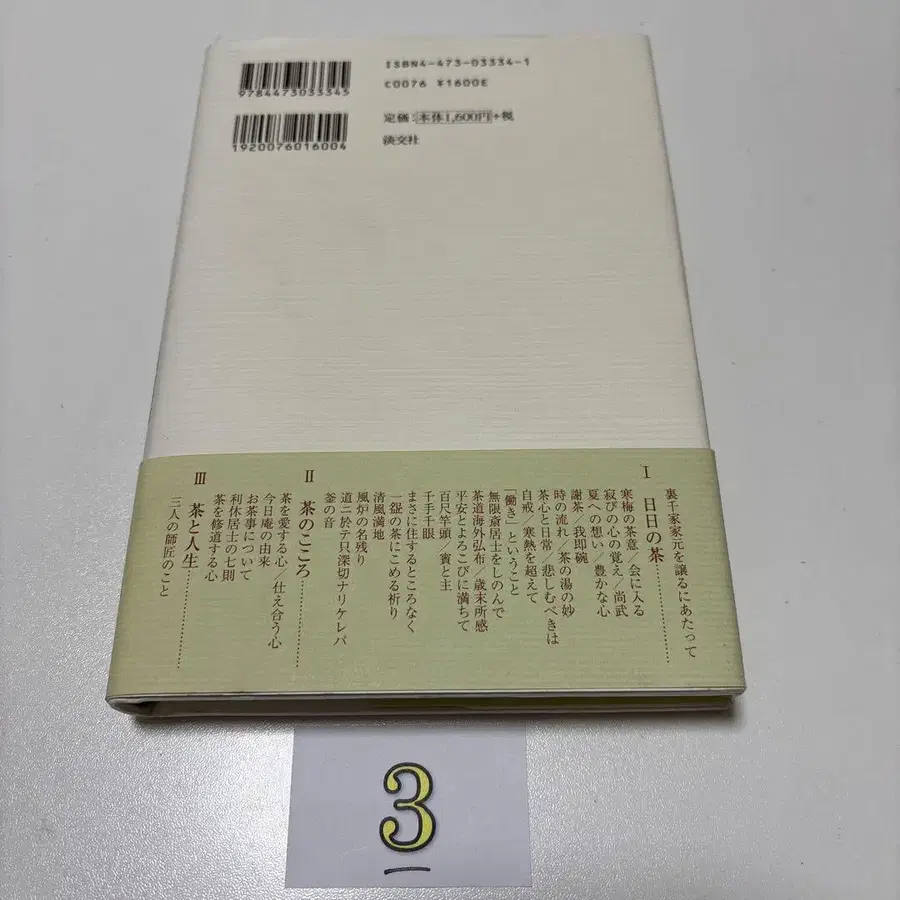 ISBN4-473-03334-1
C0076 ¥1600E
9784473033345
定価:本体1,600円+税
1920076016004
淡交社
裏千家家元を譲るにあたって
Ⅰ 日日の茶
寒梅の茶意/会に入る
寂びの心の覚え/尚武
夏への想い/豊かな心
謝茶/我即碗
時の流れ/茶の湯の妙
茶心と日常/悲しむべきは
自戒/寒熱を超えて
「働き」ということ
無限斎居士をしのんで
茶道海外弘布/歳末所感
平安とよろこびに満ちて
百尺竿頭/賓と主
千手千眼
まさに住するところなく
一盌の茶にこめる祈り
清風満地
風炉の名残り
道ニ於テ只深切ナリケレバ
釜の音
Ⅱ 茶のこころ
茶を愛する心/仕え合う心
今日庵の由来
お茶事について
利休居士の七則
茶を修道する心
Ⅲ 茶と人生
三人の師匠のこと
3